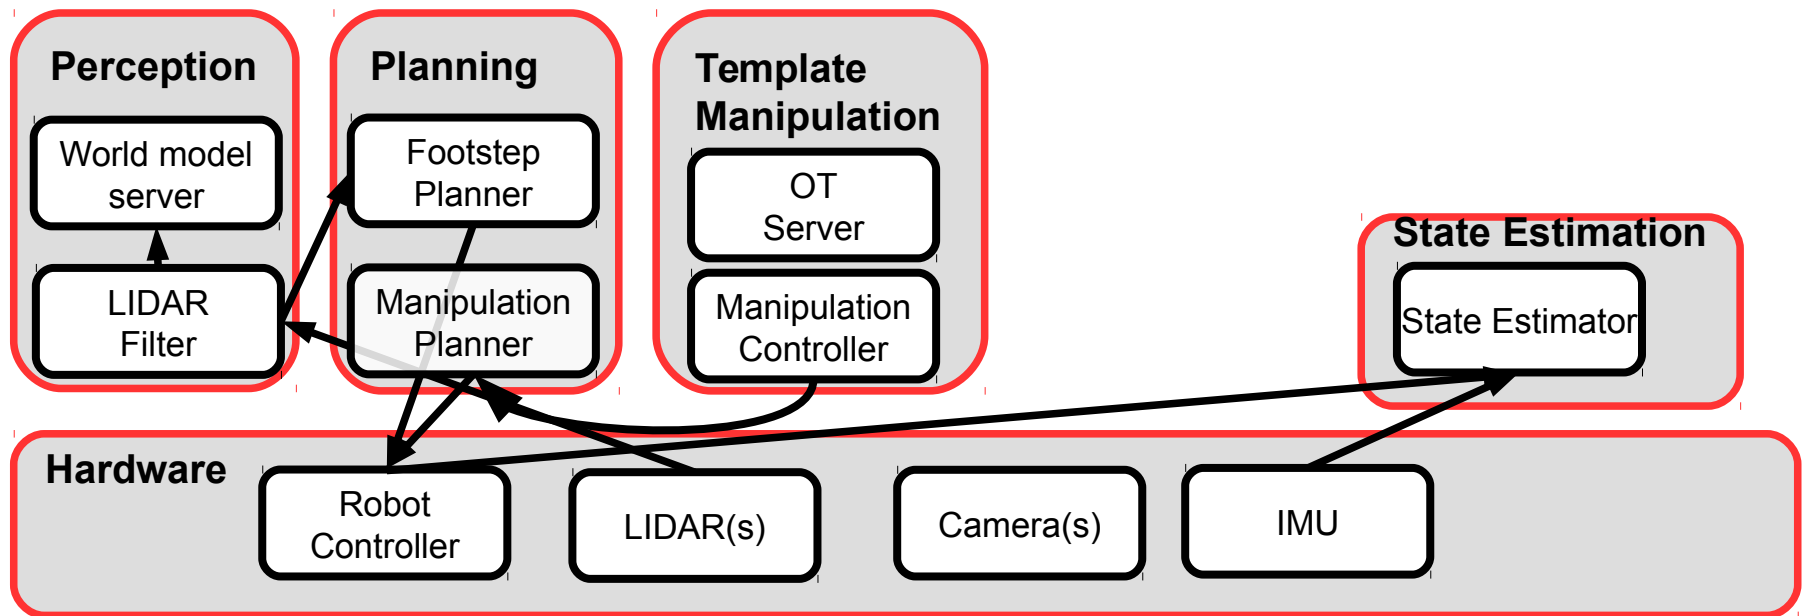 Perception
World model
server
LIDAR
Filter
Planning
Footstep
Planner
Manipulation
Planner
Template
Manipulation
OT
Server
Manipulation
Controller
State Estimation
State Estimator
Hardware
Robot
Controller
LIDAR(s)
Camera(s)
IMU